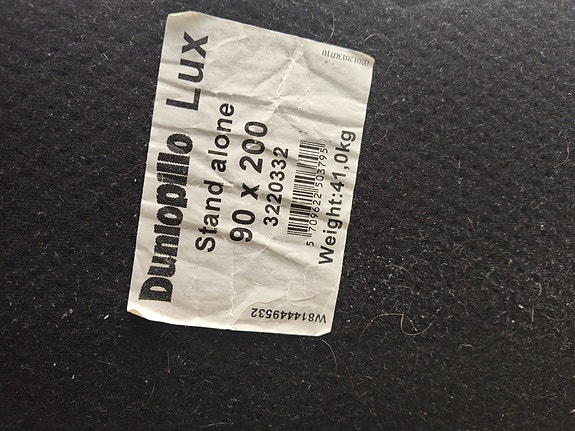 Dunlopillo Lux
Stand alone
90 x 200
3220332
5 709622 503795
Weight:41,0kg
W814449532